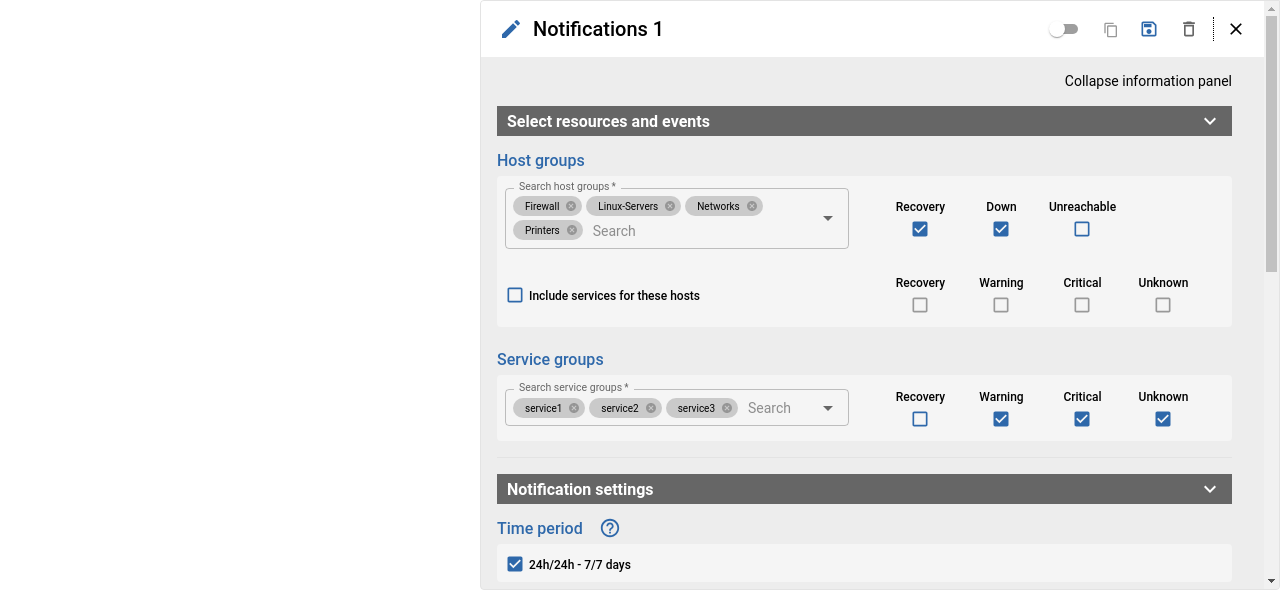 Notifications 1
Collapse information panel
Select resources and events
Host groups
Search host groups *
Firewall Linux-Servers Networks
Printers Search
Recovery Down Unreachable
Include services for these hosts
Recovery Warning Critical Unknown
Service groups
Search service groups *
service1 service2 service3 Search
Recovery Warning Critical Unknown
Notification settings
Time period ?
24h/24h - 7/7 days